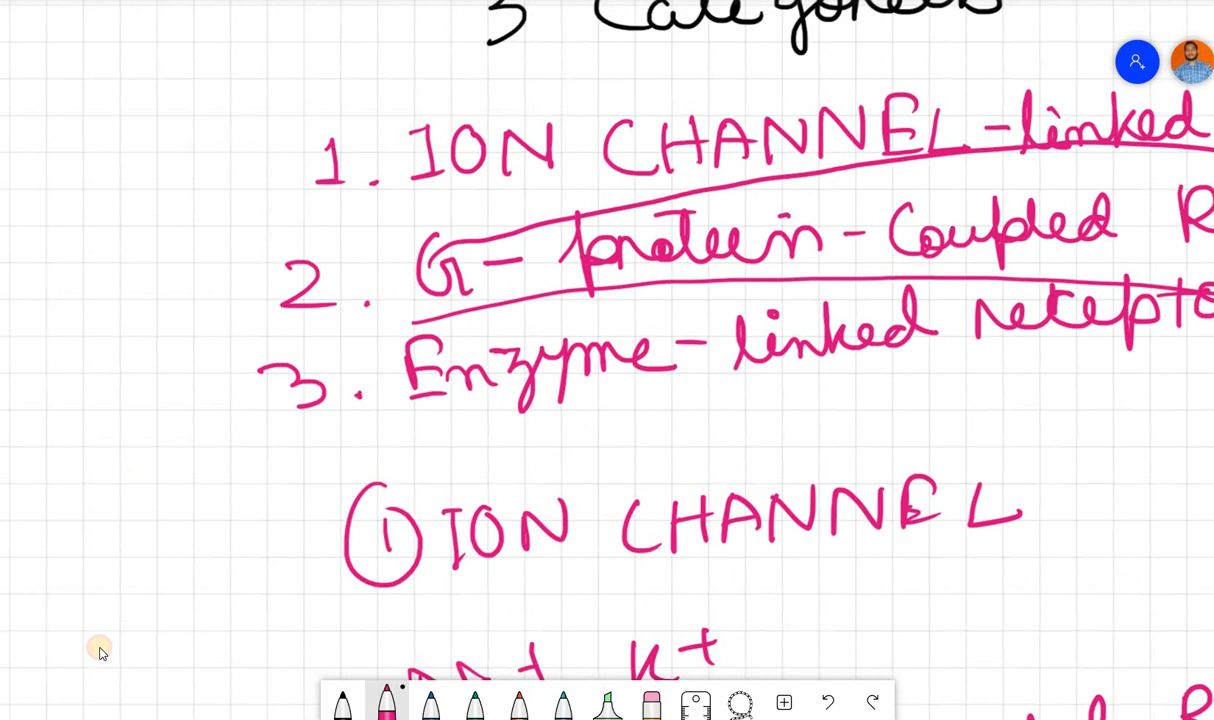 3 Categories
1. ION CHANNEL-linked
2. G- protein - Coupled R
3. Enzyme-linked recepto
① ION CHANNEL
K+